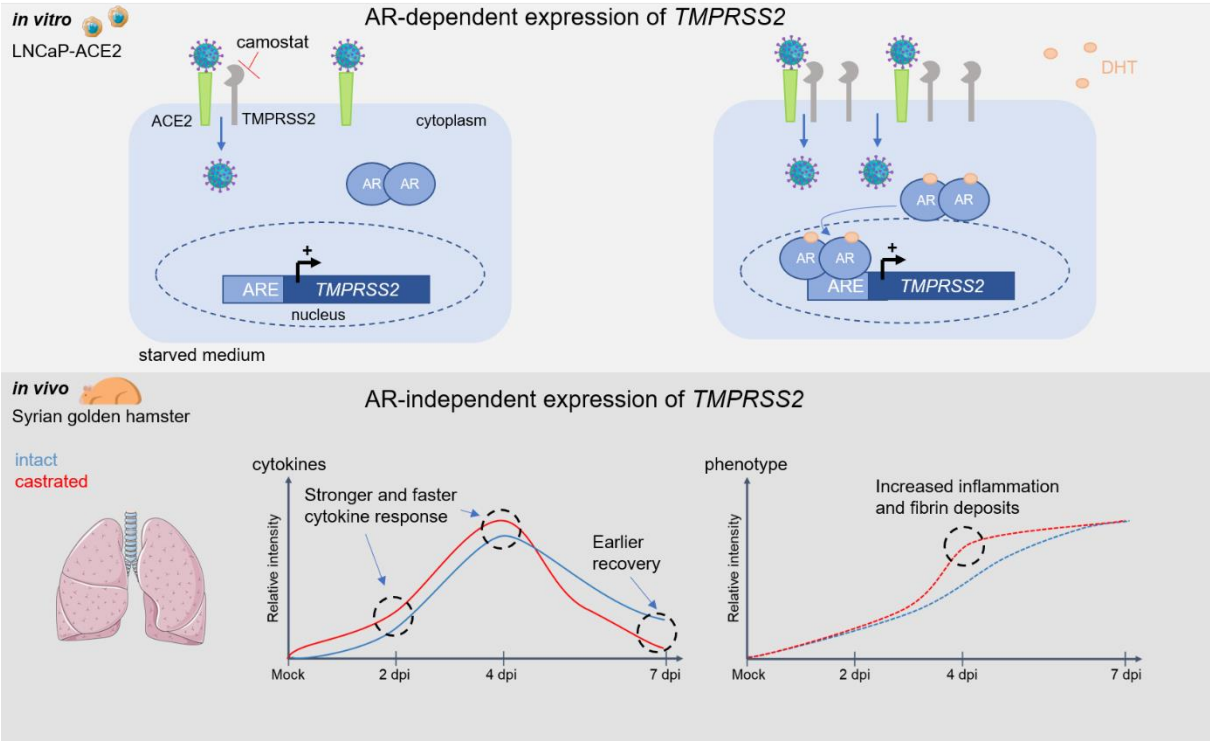 in vitro
LNCaP-ACE2
AR-dependent expression of TMPRSS2
camostat
ACE2
TMPRSS2
cytoplasm
AR AR
+
ARE TMPRSS2
nucleus
starved medium
DHT
AR AR
AR AR
+
ARE TMPRSS2
in vivo
Syrian golden hamster
AR-independent expression of TMPRSS2
intact
castrated
cytokines
Relative intensity
Stronger and faster
cytokine response
Earlier
recovery
Mock 2 dpi 4 dpi 7 dpi
phenotype
Relative intensity
Increased inflammation
and fibrin deposits
Mock 2 dpi 4 dpi 7 dpi